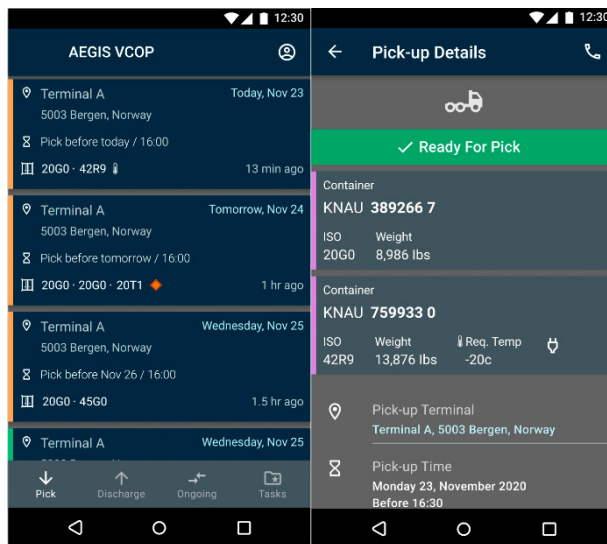 12:30
AEGIS VCOP
Terminal A Today, Nov 23
5003 Bergen, Norway
Pick before today / 16:00
20G0 · 42R9 13 min ago
Terminal A Tomorrow, Nov 24
5003 Bergen, Norway
Pick before tomorrow / 16:00
20G0 · 20G0 · 20T1 1 hr ago
Terminal A Wednesday, Nov 25
5003 Bergen, Norway
Pick before Nov 26 / 16:00
20G0 · 45G0 1.5 hr ago
Terminal A Wednesday, Nov 25
Pick Discharge Ongoing Tasks
12:30
Pick-up Details
Ready For Pick
Container
KNAU 389266 7
ISO Weight
20G0 8,986 lbs
Container
KNAU 759933 0
ISO Weight Req. Temp
42R9 13,876 lbs -20c
Pick-up Terminal
Terminal A, 5003 Bergen, Norway
Pick-up Time
Monday 23, November 2020
Before 16:30